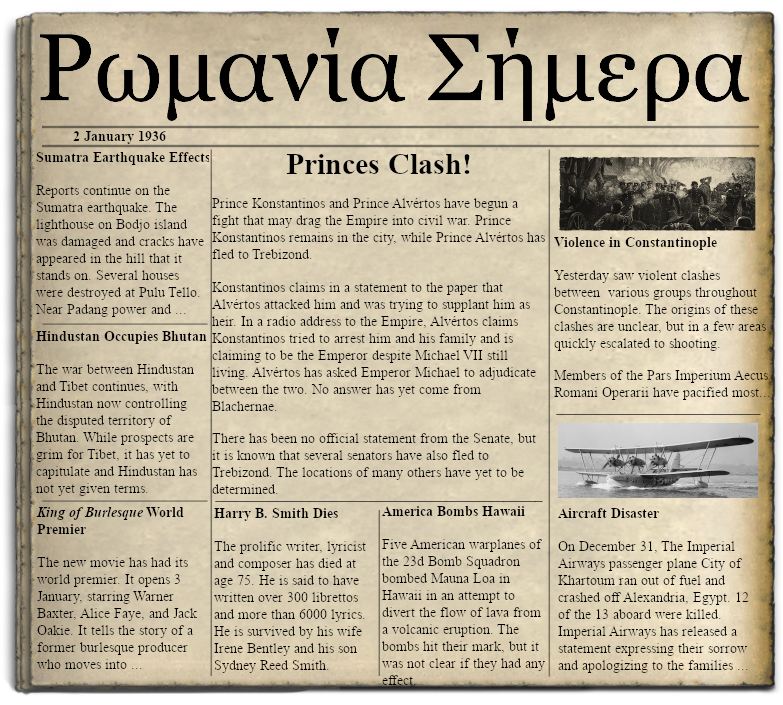 Ρωμανία Σήμερα
2 January 1936
Sumatra Earthquake Effects
Reports continue on the
Sumatra earthquake. The
lighthouse on Bodjo island
was damaged and cracks have
appeared in the hill that it
stands on. Several houses
were destroyed at Pulu Tello.
Near Padang power and ...
Hindustan Occupies Bhutan
The war between Hindustan
and Tibet continues, with
Hindustan now controlling
the disputed territory of
Bhutan. While prospects are
grim for Tibet, it has yet to
capitulate and Hindustan has
not yet given terms.
King of Burlesque World
Premier
The new movie has had its
world premier. It opens 3
January, starring Warner
Baxter, Alice Faye, and Jack
Oakie. It tells the story of a
former burlesque producer
who moves into ...
Princes Clash!
Prince Konstantinos and Prince Alvértos have begun a
fight that may drag the Empire into civil war. Prince
Konstantinos remains in the city, while Prince Alvértos has
fled to Trebizond.
Konstantinos claims in a statement to the paper that
Alvértos attacked him and was trying to supplant him as
heir. In a radio address to the Empire, Alvértos claims
Konstantinos tried to arrest him and his family and is
claiming to be the Emperor despite Michael VII still
living. Alvértos has asked Emperor Michael to adjudicate
between the two. No answer has yet come from
Blachernae.
There has been no official statement from the Senate, but
it is known that several senators have also fled to
Trebizond. The locations of many others have yet to be
determined.
Harry B. Smith Dies
The prolific writer, lyricist
and composer has died at
age 75. He is said to have
written over 300 librettos
and more than 6000 lyrics.
He is survived by his wife
Irene Bentley and his son
Sydney Reed Smith.
America Bombs Hawaii
Five American warplanes of
the 23d Bomb Squadron
bombed Mauna Loa in
Hawaii in an attempt to
divert the flow of lava from
a volcanic eruption. The
bombs hit their mark, but it
was not clear if they had any
effect.
Violence in Constantinople
Yesterday saw violent clashes
between various groups throughout
Constantinople. The origins of these
clashes are unclear, but in a few areas
quickly escalated to shooting.
Members of the Pars Imperium Aecus
Romani Operarii have pacified most...
Aircraft Disaster
On December 31, The Imperial
Airways passenger plane City of
Khartoum ran out of fuel and
crashed off Alexandria, Egypt. 12
of the 13 aboard were killed.
Imperial Airways has released a
statement expressing their sorrow
and apologizing to the families ...